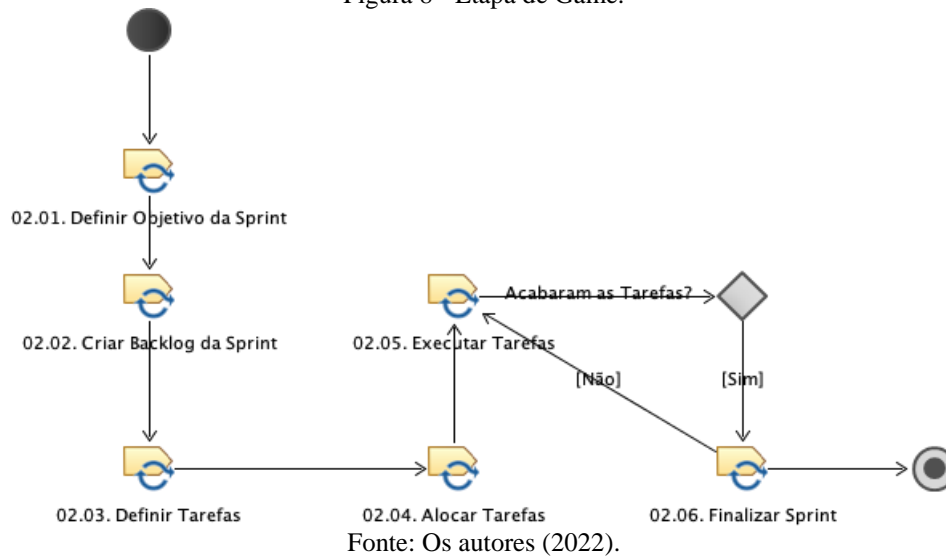 Figura 8 - Etapa de Game.
02.01. Definir Objetivo da Sprint
02.02. Criar Backlog da Sprint
02.05. Executar Tarefas
Acabaram as Tarefas?
[Não]
[Sim]
02.03. Definir Tarefas
02.04. Alocar Tarefas
02.06. Finalizar Sprint
Fonte: Os autores (2022).